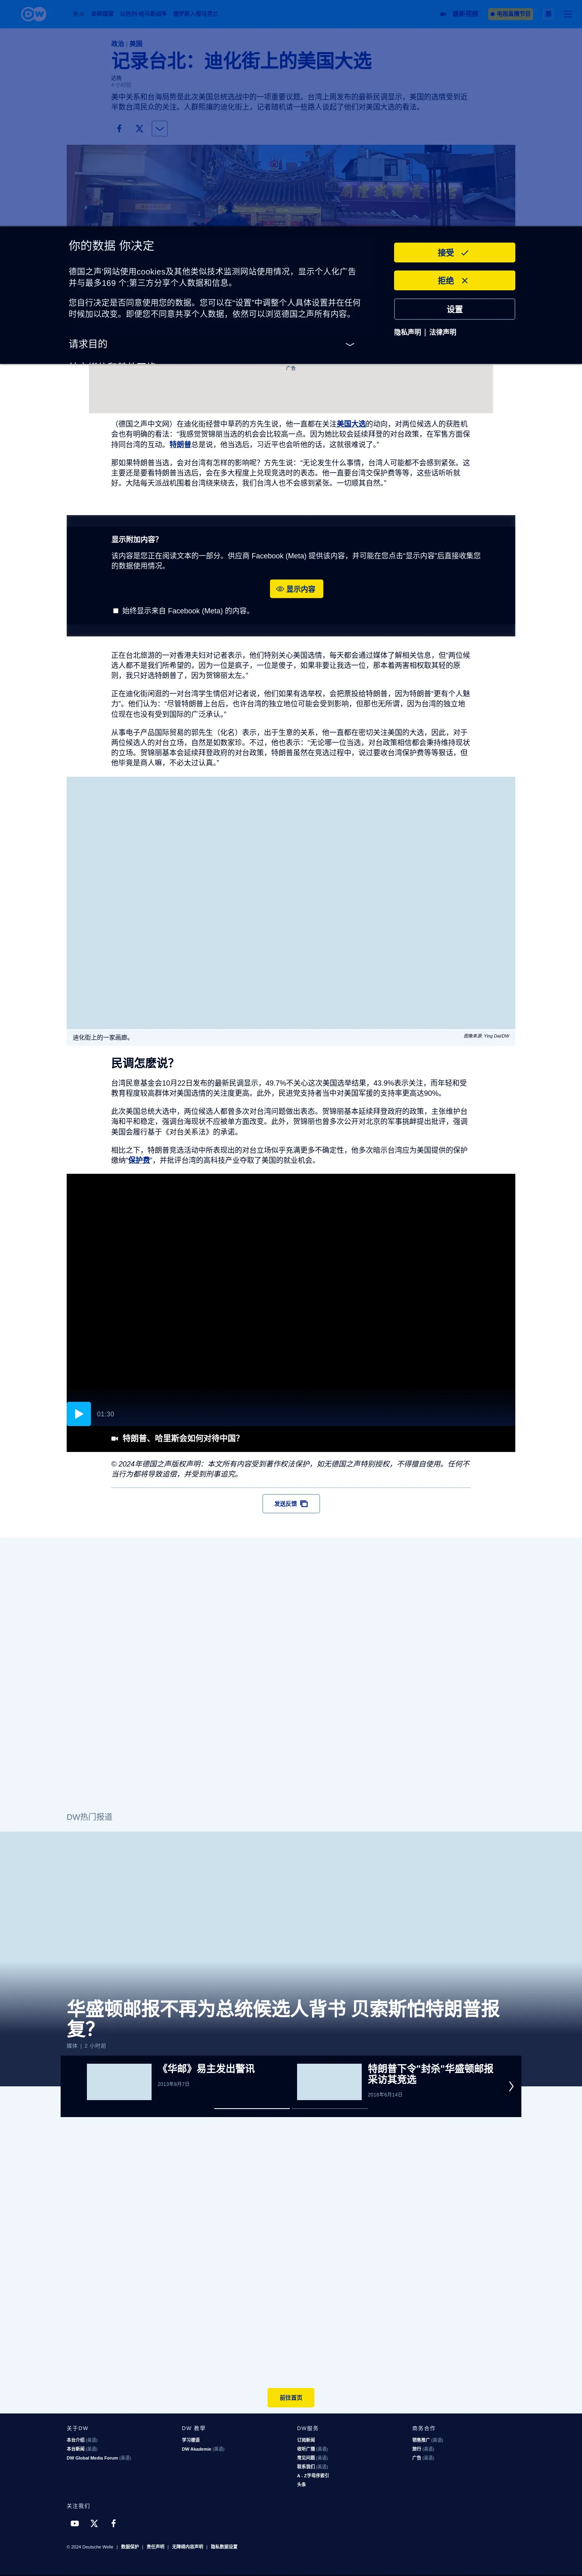 DW
最新视频
电视直播节目
政治 | 美国
记录台北：迪化街上的美国大选
访驹
4 小时前
美中关系和台海局势是此次美国总统选战中的一项重要议题。台湾上周发布的最新民调显示，美国的选情受到近
半数台湾民众的关注。人群熙攘的迪化街上，记者随机请一些路人谈起了他们对美国大选的看法。
你的数据 你决定
德国之声'网站使用cookies及其他类似技术监测网站使用情况，显示个人化广告
并与最多169 个;第三方分享个人数据和信息。
您自行决定是否同意使用您的数据。您可以在“设置”中调整个人具体设置并在任何
时候加以改变。即便您不同意共享个人数据，依然可以浏览德国之声所有内容。
请求目的
接受
拒绝
设置
隐私声明 | 法律声明
广告
（德国之声中文网）在迪化街经营中草药的方先生说，他一直都在关注美国大选的动向，对两位候选人的获胜机
会也有明确的看法：“我感觉贺锦丽当选的机会会比较高一点。因为她比较会延续拜登的对台政策，在军售方面保
持同台湾的互动。特朗普总是说，他当选后，习近平也会听他的话，这就很难说了。”
那如果特朗普当选，会对台湾有怎样的影响呢？方先生说：“无论发生什么事情，台湾人可能都不会感到紧张。这
主要还是要看特朗普当选后，会在多大程度上兑现竞选时的表态。他一直要台湾交保护费等等，这些话听听就
好。大陆每天派战机围着台湾绕来绕去，我们台湾人也不会感到紧张。一切顺其自然。”
显示附加内容?
该内容是您正在阅读文本的一部分。供应商 Facebook (Meta) 提供该内容，并可能在您点击“显示内容”后直接收集您
的数据使用情况。
显示内容
始终显示来自 Facebook (Meta) 的内容。
正在台北旅游的一对香港夫妇对记者表示，他们特别关心美国选情，每天都会通过媒体了解相关信息，但“两位候
选人都不是我们所希望的，因为一位是疯子，一位是傻子，如果非要让我选一位，那本着两害相权取其轻的原
则，我只好选特朗普了，因为贺锦丽太左。”
正在迪化街闲逛的一对台湾学生情侣对记者说，他们如果有选举权，会把票投给特朗普，因为特朗普“更有个人魅
力”。他们认为：“尽管特朗普上台后，也许台湾的独立地位可能会受到影响，但那也无所谓，因为台湾的独立地
位现在也没有受到国际的广泛承认。”
从事电子产品国际贸易的郭先生（化名）表示，出于生意的关系，他一直都在密切关注美国的大选，因此，对于
两位候选人的对台立场，自然是如数家珍。不过，他也表示：“无论哪一位当选，对台政策相信都会秉持维持现状
的立场。贺锦丽基本会延续拜登政府的对台政策，特朗普虽然在竞选过程中，说过要收台湾保护费等等狠话，但
他毕竟是商人嘛，不必太过认真。”
迪化街上的一家画廊。
图像来源: Ying Dai/DW
民调怎麽说？
台湾民意基金会10月22日发布的最新民调显示，49.7%不关心这次美国选举结果，43.9%表示关注，而年轻和受
教育程度较高群体对美国选情的关注度更高。此外，民进党支持者当中对美国军援的支持率更高达90%。
此次美国总统大选中，两位候选人都曾多次对台湾问题做出表态。贺锦丽基本延续拜登政府的政策，主张维护台
海和平和稳定，强调台海现状不应被单方面改变。此外，贺锦丽也曾多次公开对北京的军事挑衅提出批评，强调
美国会履行基于《对台关系法》的承诺。
相比之下，特朗普竞选活动中所表现出的对台立场似乎充满更多不确定性，他多次暗示台湾应为美国提供的保护
缴纳“保护费”，并批评台湾的高科技产业夺取了美国的就业机会。
01:30
特朗普、哈里斯会如何对待中国？
© 2024年德国之声版权声明：本文所有内容受到著作权法保护，如无德国之声特别授权，不得擅自使用。任何不
当行为都将导致追偿，并受到刑事追究。
发送反馈
DW热门报道
华盛顿邮报不再为总统候选人背书 贝索斯怕特朗普报
复？
媒体 | 2 小时前
《华邮》易主发出警讯
2013年8月7日
特朗普下令"封杀"华盛顿邮报
采访其竞选
2016年6月14日
前往首页
关于DW
本台介绍 (英语)
本台新闻 (英语)
DW Global Media Forum (英语)
DW 教学
学习德语
DW Akademie (英语)
DW服务
订阅新闻
收听广播 (英语)
常见问题 (英语)
联系我们 (英语)
A - Z字母序索引
头条
商务合作
销售推广 (英语)
旅行 (英语)
广告 (英语)
关注我们
© 2024 Deutsche Welle | 数据保护 | 责任声明 | 无障碍内容声明 | 隐私数据设置